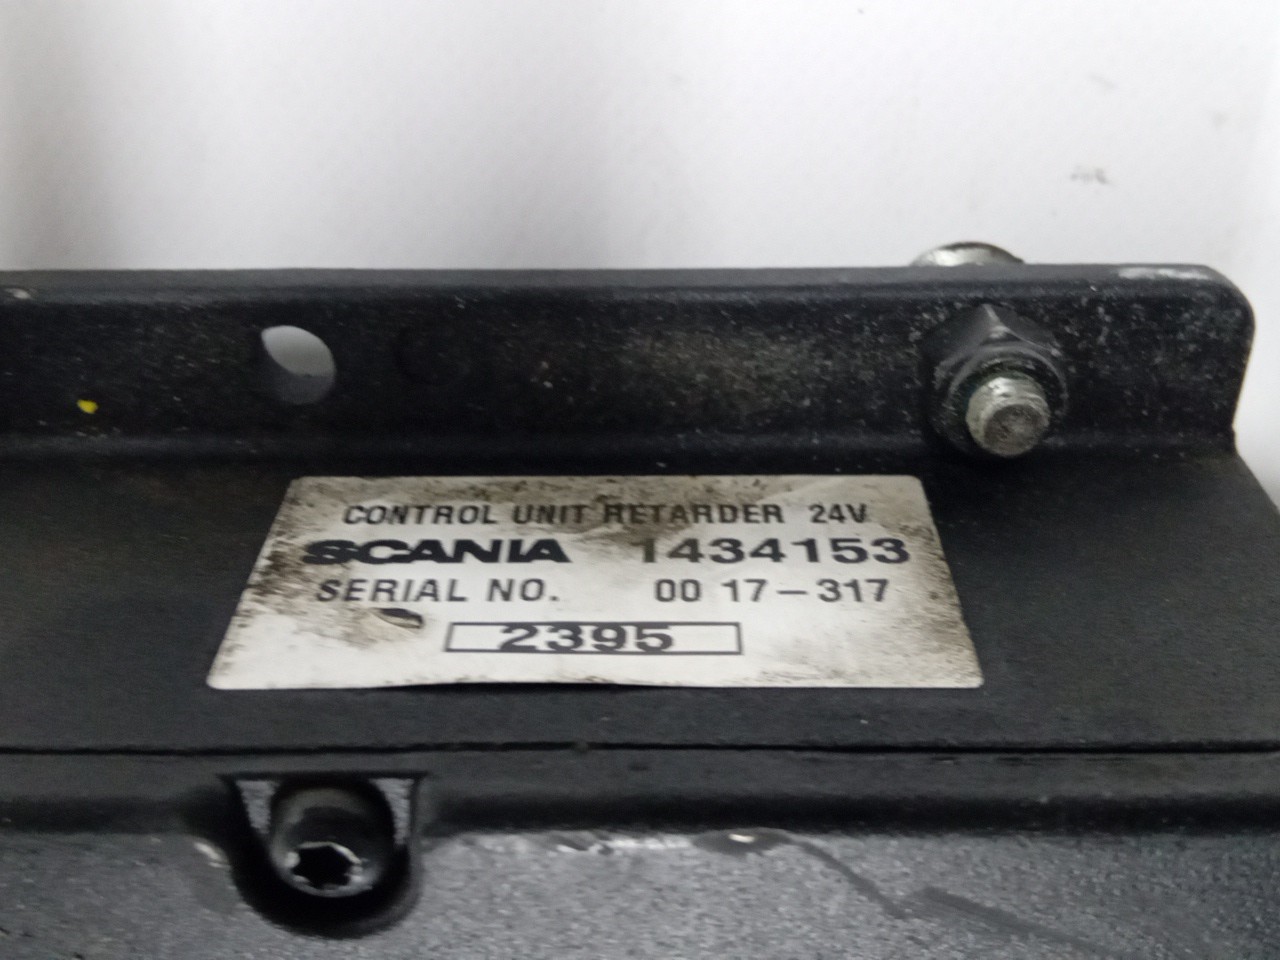 CONTROL UNIT RETARDER 24V
SCANIA 1434153
SERIAL NO. 00 17-317
2395